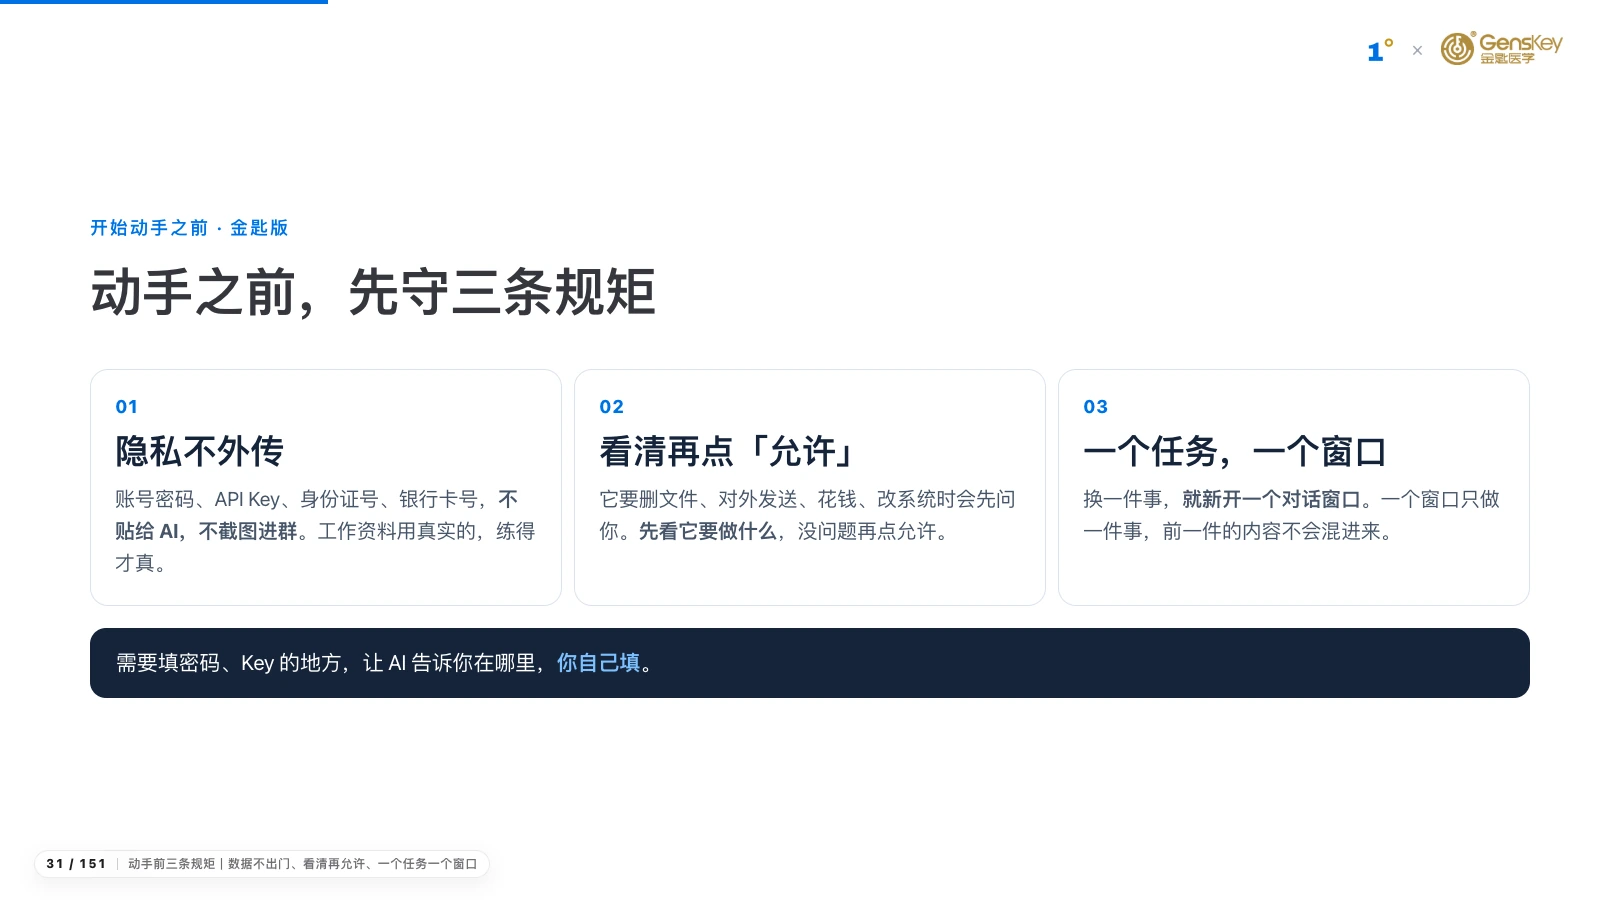 1° × GensKey®
金匙医学
开始动手之前 · 金匙版
动手之前，先守三条规矩
01
隐私不外传
账号密码、API Key、身份证号、银行卡号，不
贴给 AI，不截图进群。工作资料用真实的，练得
才真。
02
看清再点「允许」
它要删文件、对外发送、花钱、改系统时会先问
你。先看它要做什么，没问题再点允许。
03
一个任务，一个窗口
换一件事，就新开一个对话窗口。一个窗口只做
一件事，前一件的内容不会混进来。
需要填密码、Key 的地方，让 AI 告诉你在哪里，你自己填。
31 / 151 | 动手前三条规矩 | 数据不出门、看清再允许、一个任务一个窗口